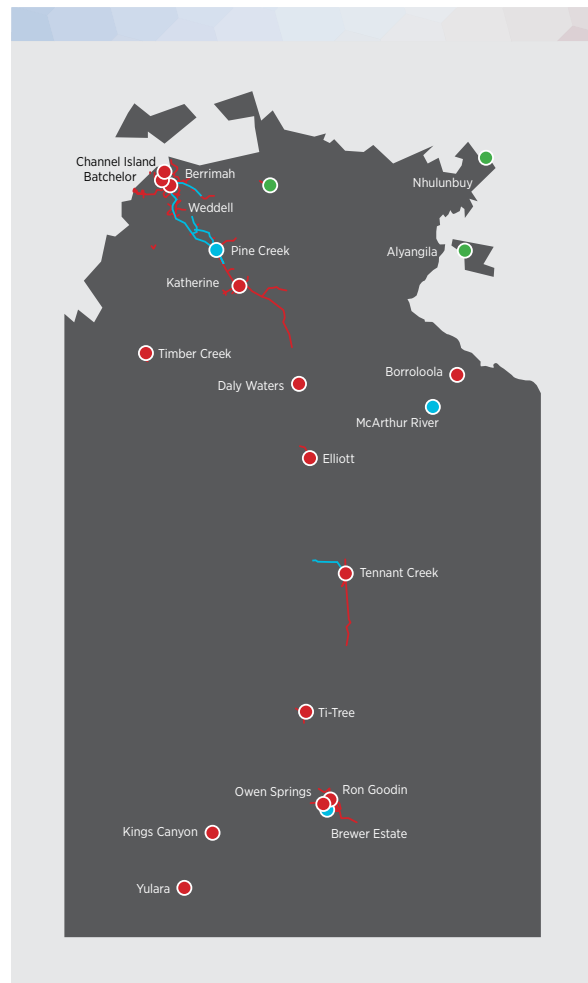 Channel Island
Batchelor
Berrimah
Nhulunbuy
Weddell
Pine Creek
Alyangila
Katherine
Timber Creek
Borroloola
Daly Waters
McArthur River
Elliott
Tennant Creek
Ti-Tree
Owen Springs
Ron Goodin
Kings Canyon
Brewer Estate
Yulara